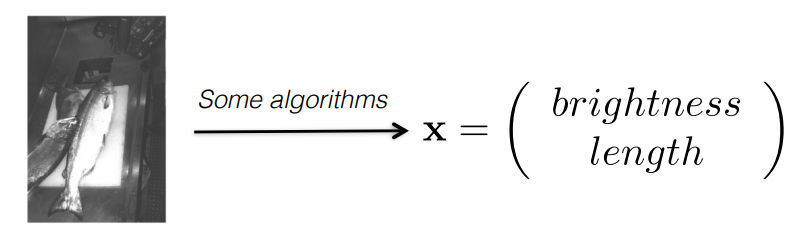 Some algorithms
x = ( brightness
length )